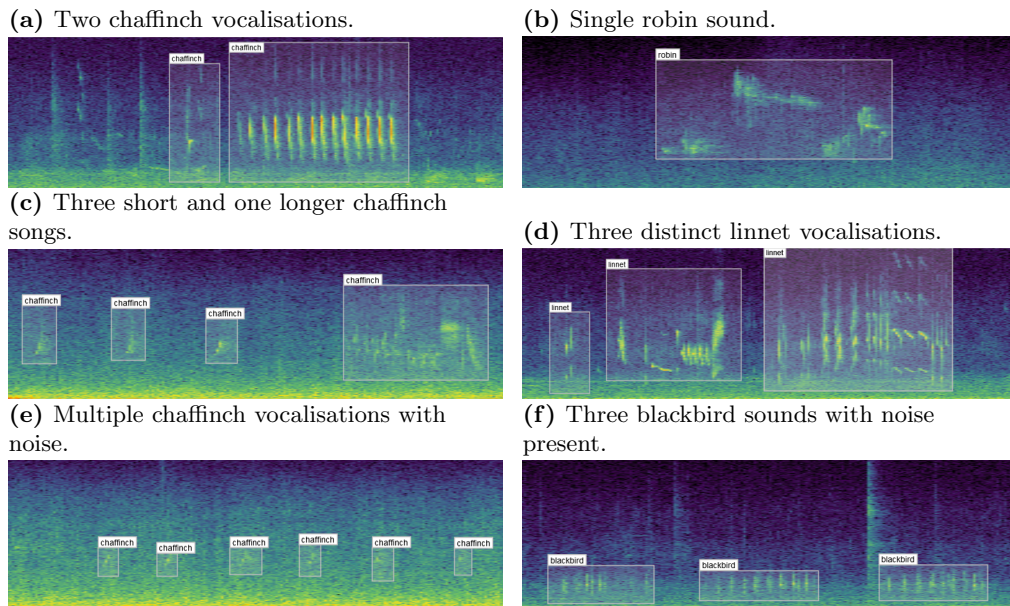 (a) Two chaffinch vocalisations.
chaffinch
chaffinch
(b) Single robin sound.
robin
(c) Three short and one longer chaffinch
songs.
chaffinch
chaffinch
chaffinch
chaffinch
(d) Three distinct linnet vocalisations.
linnet
linnet
linnet
(e) Multiple chaffinch vocalisations with
noise.
chaffinch
chaffinch
chaffinch
chaffinch
chaffinch
chaffinch
(f) Three blackbird sounds with noise
present.
blackbird
blackbird
blackbird